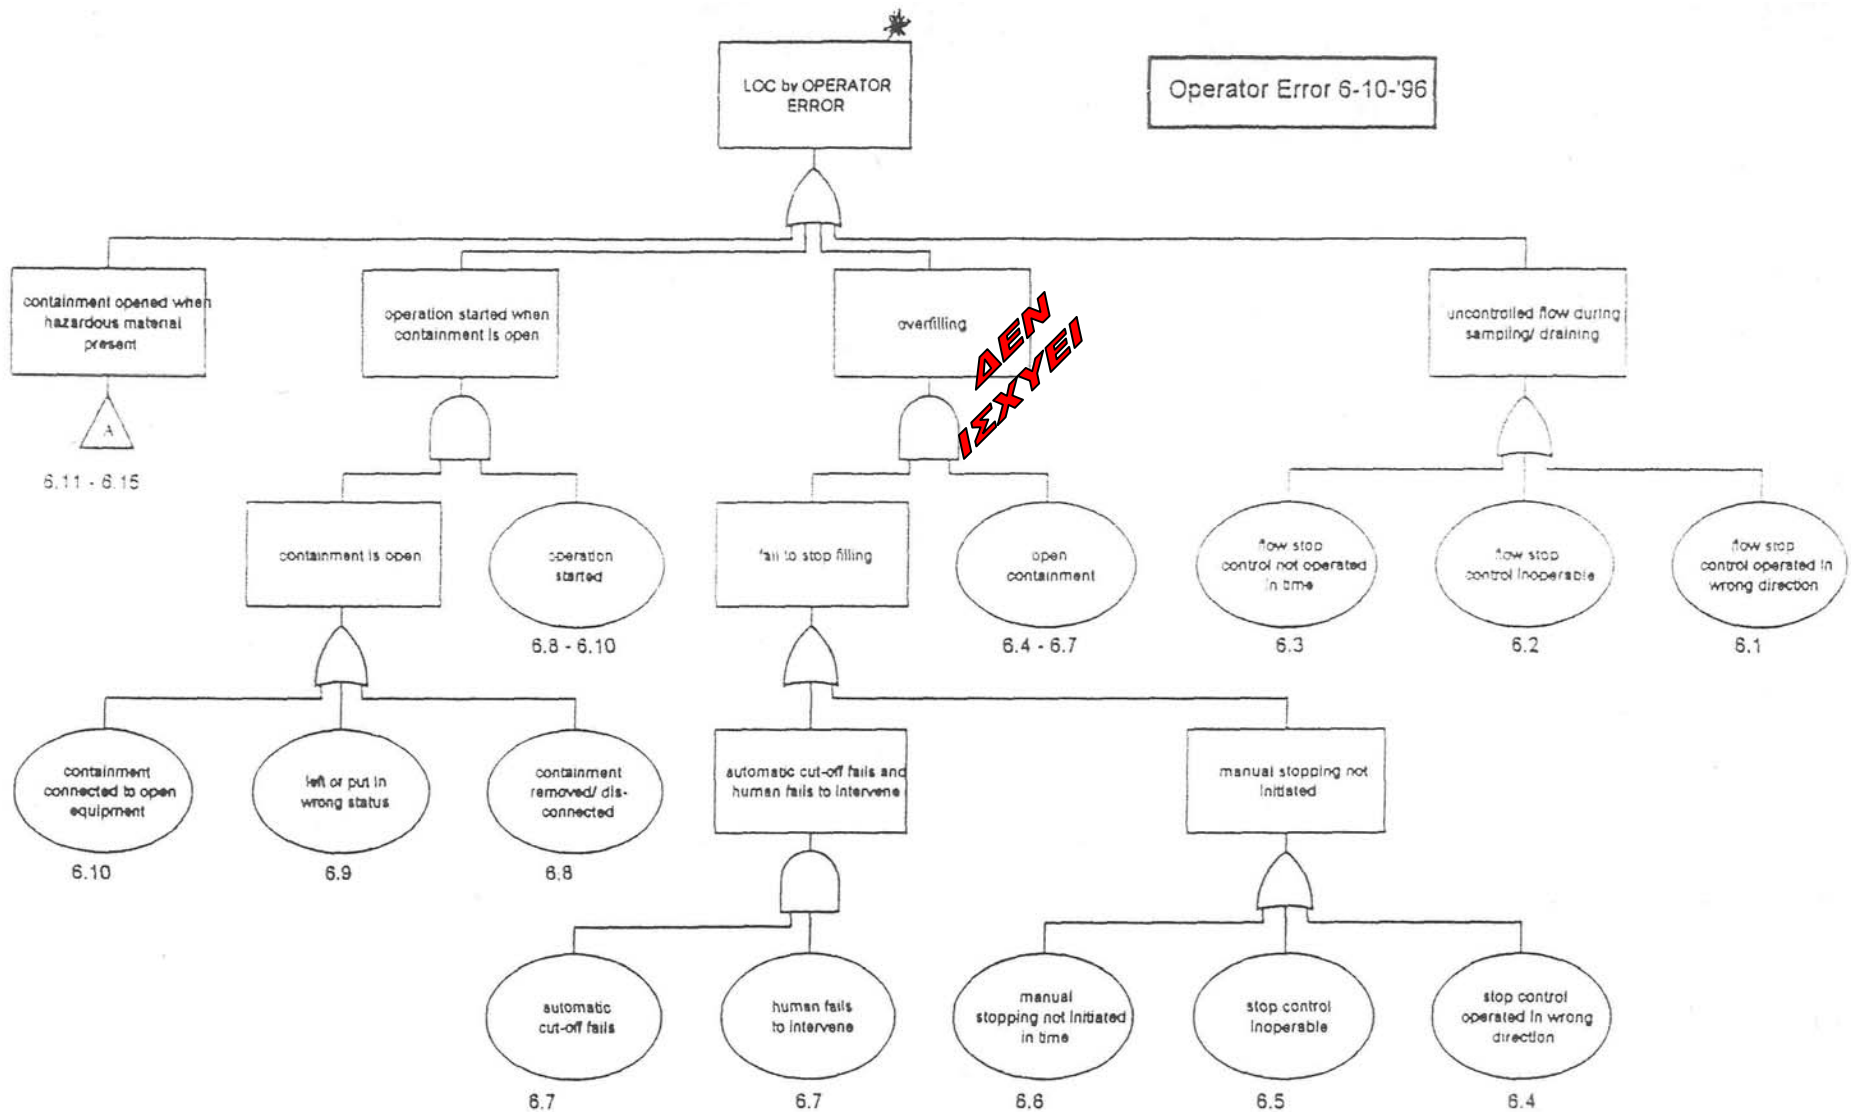 LOC by OPERATOR
ERROR
Operator Error 6-10-'96
containment opened when
hazardous material
present
operation started when
containment is open
overfilling
ΔΕΝ
ΙΣΧΥΕΙ
uncontrolled flow during
sampling/ draining
A
6.11 - 6.15
containment is open
operation
started
fail to stop filling
open
containment
flow stop
control not operated
in time
flow stop
control inoperable
flow stop
control operated in
wrong direction
6.8 - 6.10
6.4 - 6.7
6.3
6.2
6.1
containment
connected to open
equipment
left or put in
wrong status
containment
removed/ dis-
connected
automatic cut-off fails and
human fails to intervene
manual stopping not
initiated
6.10
6.9
6.8
automatic
cut-off fails
human fails
to intervene
manual
stopping not initiated
in time
stop control
inoperable
stop control
operated in wrong
direction
6.7
6.7
6.6
6.5
6.4